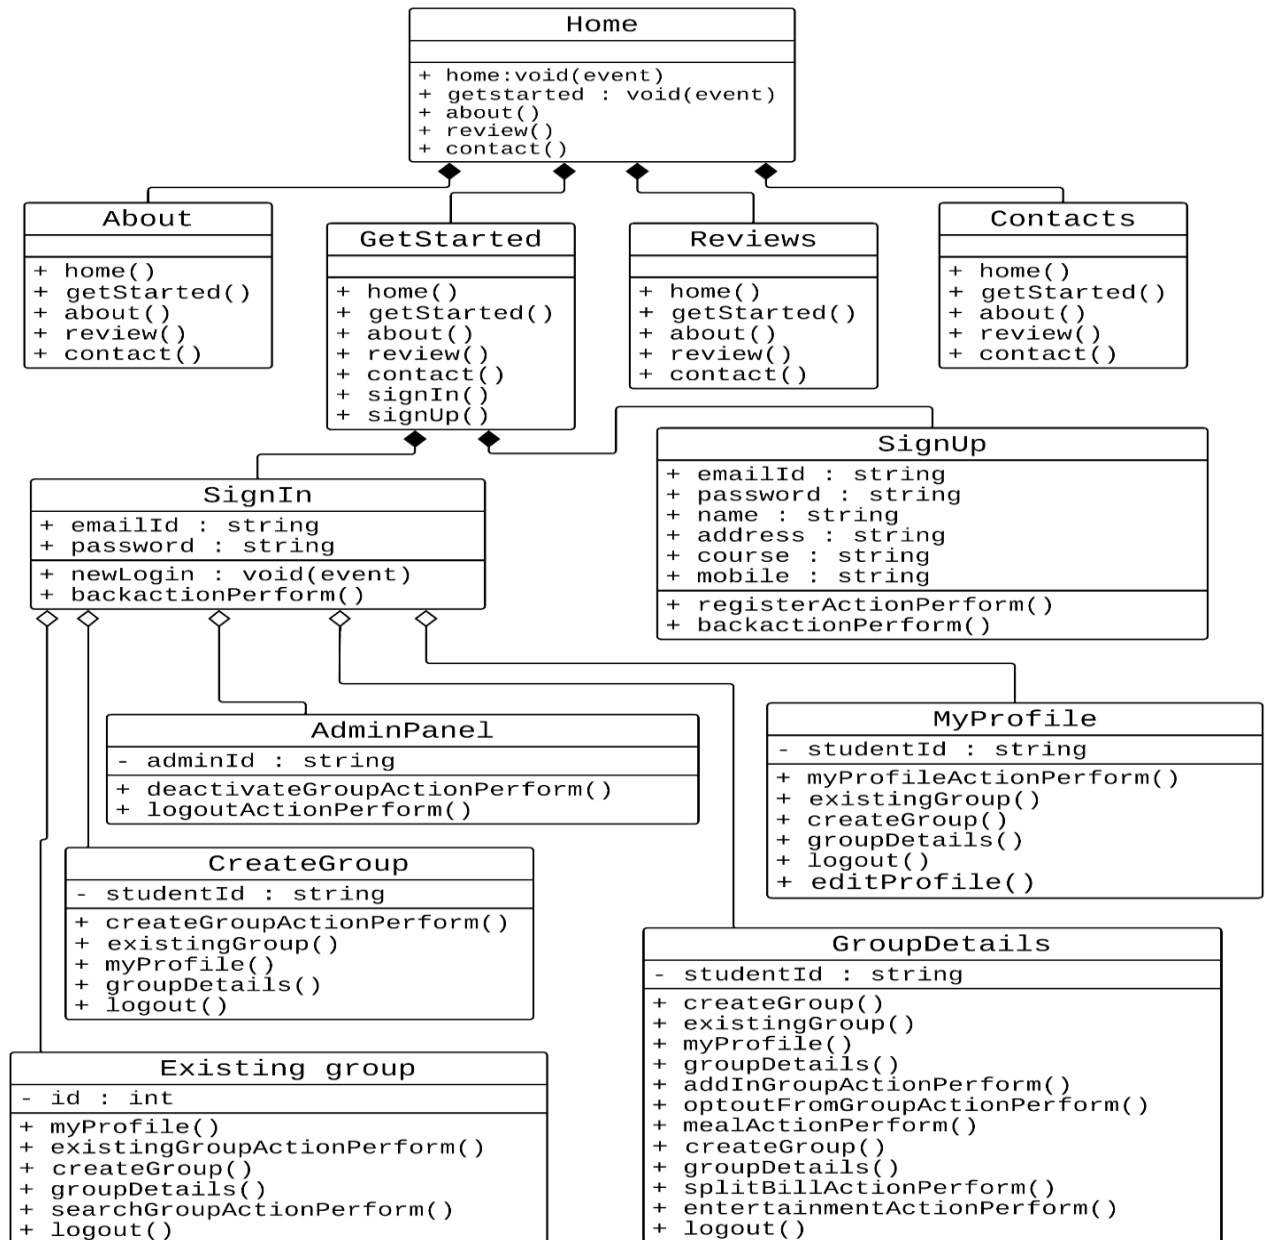 Home
+ home:void(event)
+ getstarted : void(event)
+ about()
+ review()
+ contact()
About
+ home()
+ getStarted()
+ about()
+ review()
+ contact()
GetStarted
+ home()
+ getStarted()
+ about()
+ review()
+ contact()
+ signIn()
+ signUp()
Reviews
+ home()
+ getStarted()
+ about()
+ review()
+ contact()
Contacts
+ home()
+ getStarted()
+ about()
+ review()
+ contact()
SignIn
+ emailId : string
+ password : string
+ newLogin : void(event)
+ backactionPerform()
SignUp
+ emailId : string
+ password : string
+ name : string
+ address : string
+ course : string
+ mobile : string
+ registerActionPerform()
+ backactionPerform()
AdminPanel
- adminId : string
+ deactivateGroupActionPerform()
+ logoutActionPerform()
MyProfile
- studentId : string
+ myProfileActionPerform()
+ existingGroup()
+ createGroup()
+ groupDetails()
+ logout()
+ editProfile()
CreateGroup
- studentId : string
+ createGroupActionPerform()
+ existingGroup()
+ myProfile()
+ groupDetails()
+ logout()
GroupDetails
- studentId : string
+ createGroup()
+ existingGroup()
+ myProfile()
+ groupDetails()
+ addInGroupActionPerform()
+ optoutFromGroupActionPerform()
+ mealActionPerform()
+ createGroup()
+ groupDetails()
+ splitBillActionPerform()
+ entertainmentActionPerform()
+ logout()
Existing group
- id : int
+ myProfile()
+ existingGroupActionPerform()
+ createGroup()
+ groupDetails()
+ searchGroupActionPerform()
+ logout()